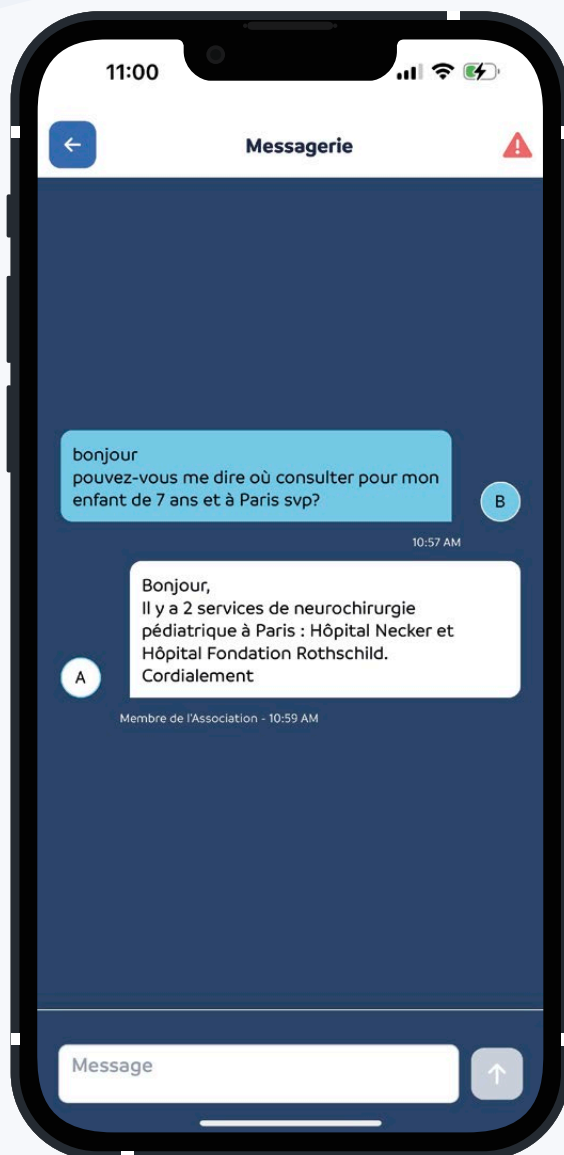 11:00
Messagerie
bonjour
pouvez-vous me dire où consulter pour mon
enfant de 7 ans et à Paris svp?
B
10:57 AM
Bonjour,
Il y a 2 services de neurochirurgie
pédiatrique à Paris : Hôpital Necker et
Hôpital Fondation Rothschild.
Cordialement
A
Membre de l'Association - 10:59 AM
Message